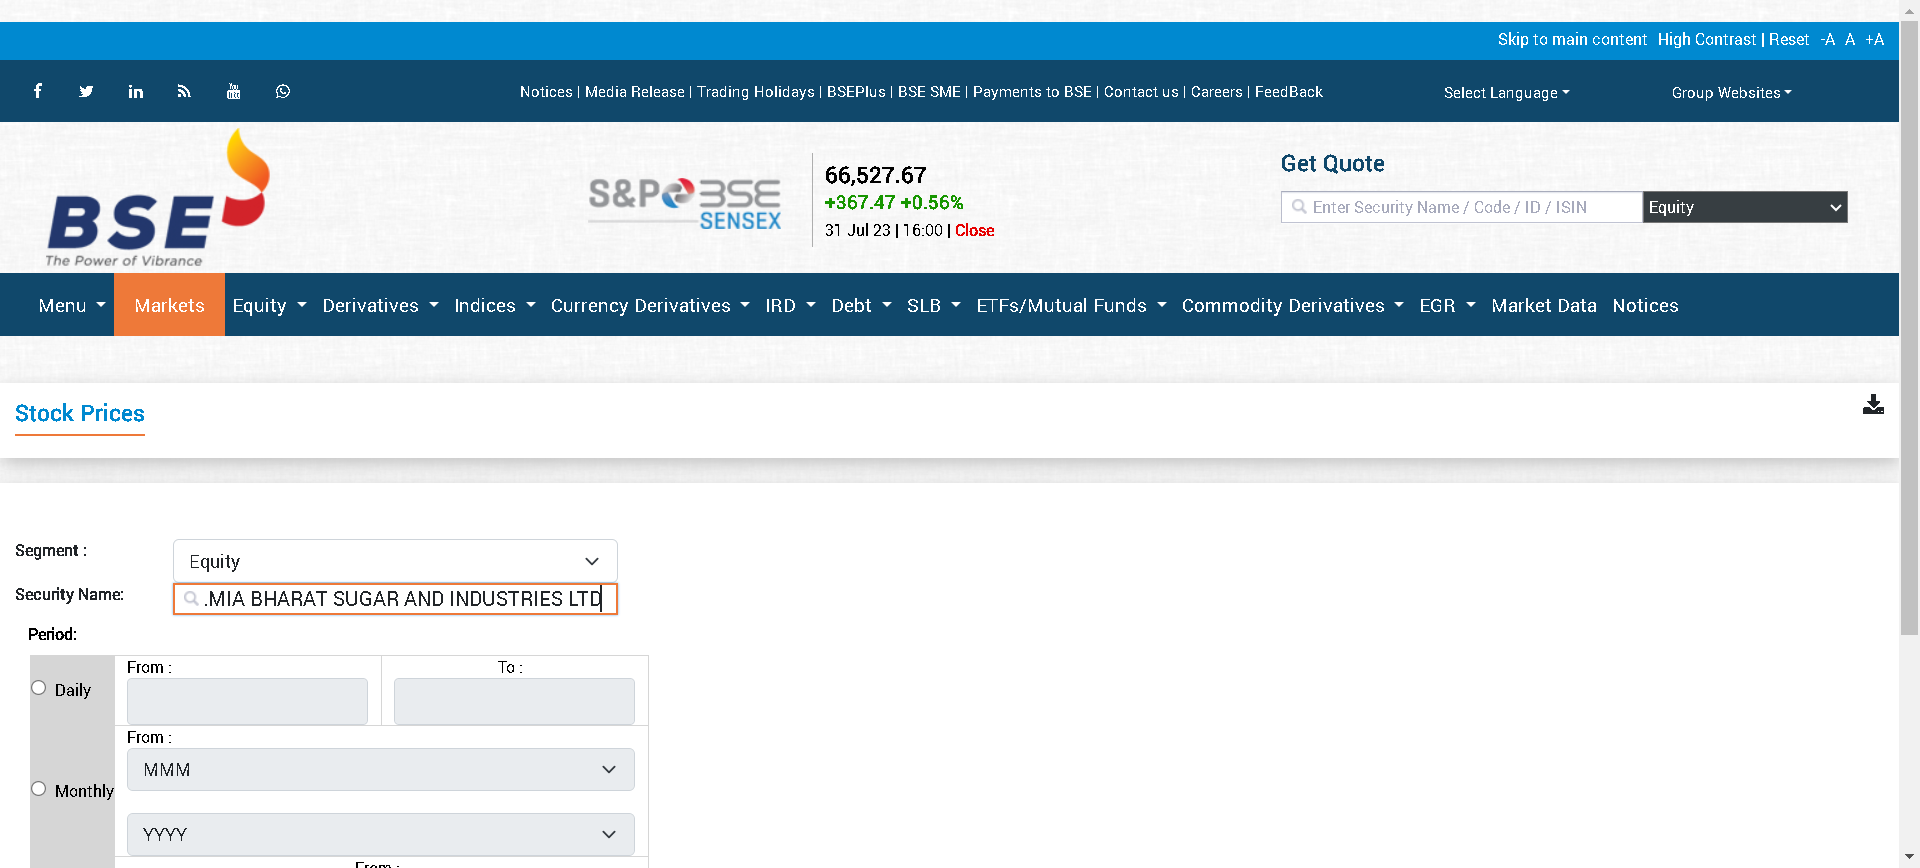 Skip to main content High Contrast | Reset -A A +A
Notices | Media Release | Trading Holidays | BSEPlus | BSE SME | Payments to BSE | Contact us | Careers | FeedBack
Select Language
Group Websites
BSE
The Power of Vibrance
S&P BSE
SENSEX
66,527.67
+367.47 +0.56%
31 Jul 23 | 16:00 | Close
Get Quote
Enter Security Name / Code / ID / ISIN
Equity
Menu Markets Equity Derivatives Indices Currency Derivatives IRD Debt SLB ETFs/Mutual Funds Commodity Derivatives EGR Market Data Notices
Stock Prices
Segment :
Equity
Security Name:
.MIA BHARAT SUGAR AND INDUSTRIES LTD
Period:
From :
To :
Daily
From :
MMM
Monthly
YYYY
From :